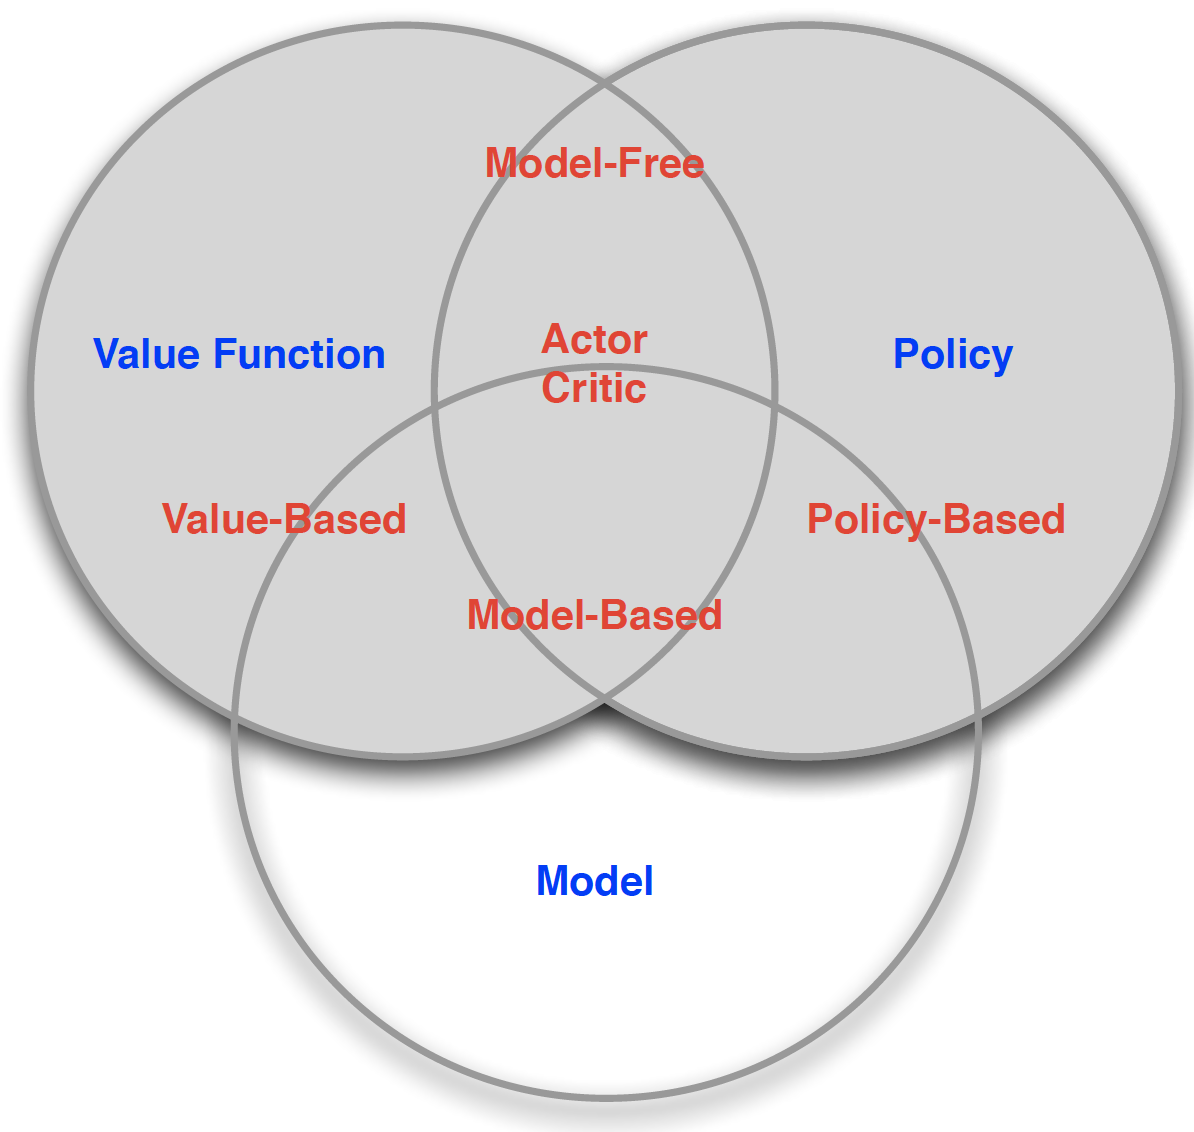 Model-Free
Actor
Critic
Value Function
Policy
Value-Based
Policy-Based
Model-Based
Model